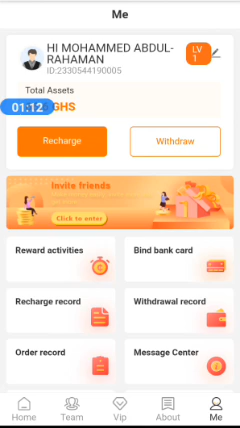 Me
HI MOHAMMED ABDUL-
RAHAMAN
LV
1
ID:2330544190005
Total Assets
01:12
GHS
Recharge
Withdraw
Invite friends
Click to enter
Reward activities
Bind bank card
Recharge record
Withdrawal record
Order record
Message Center
Home
Team
Vip
About
Me